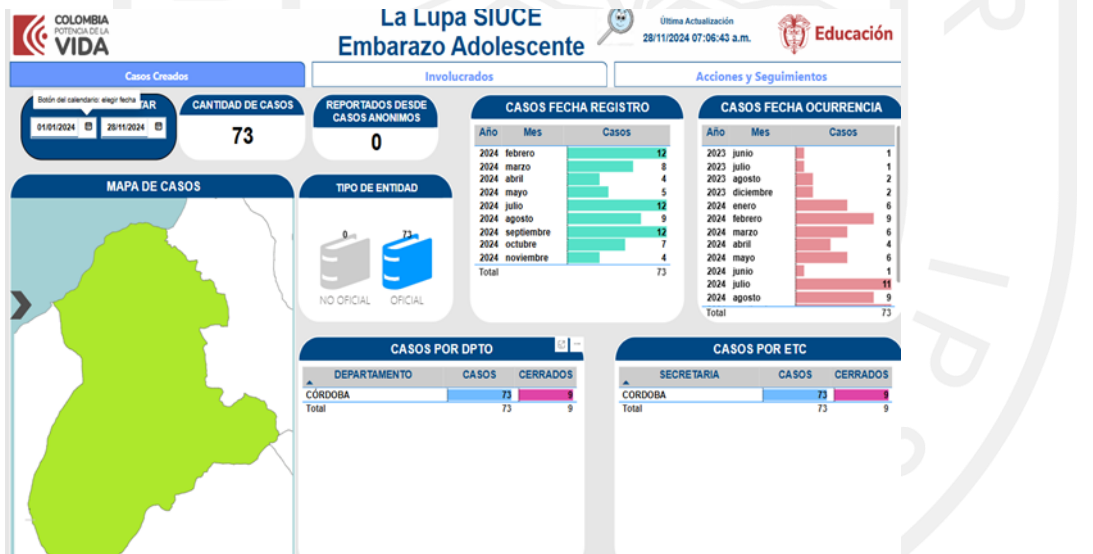 COLOMBIA
POTENCIA DE LA
VIDA
La Lupa SIUCE
Embarazo Adolescente
Última Actualización
28/11/2024 07:06:43 a.m.
Educación
Casos Creados
Involucrados
Acciones y Seguimientos
Botón del calendario: elegir fecha
TAR
01/01/2024
28/11/2024
CANTIDAD DE CASOS
73
REPORTADOS DESDE
CASOS ANONIMOS
0
CASOS FECHA REGISTRO
Año Mes Casos
2024 febrero 12
2024 marzo 8
2024 abril 4
2024 mayo 5
2024 julio 12
2024 agosto 9
2024 septiembre 12
2024 octubre 7
2024 noviembre 4
Total 73
CASOS FECHA OCURRENCIA
Año Mes Casos
2023 junio 1
2023 julio 1
2023 agosto 2
2023 diciembre 2
2024 enero 6
2024 febrero 9
2024 marzo 6
2024 abril 4
2024 mayo 6
2024 junio 1
2024 julio 11
2024 agosto 9
Total 73
MAPA DE CASOS
TIPO DE ENTIDAD
0 73
NO OFICIAL OFICIAL
CASOS POR DPTO
DEPARTAMENTO CASOS CERRADOS
CÓRDOBA 73 9
Total 73 9
CASOS POR ETC
SECRETARIA CASOS CERRADOS
CORDOBA 73 9
Total 73 9